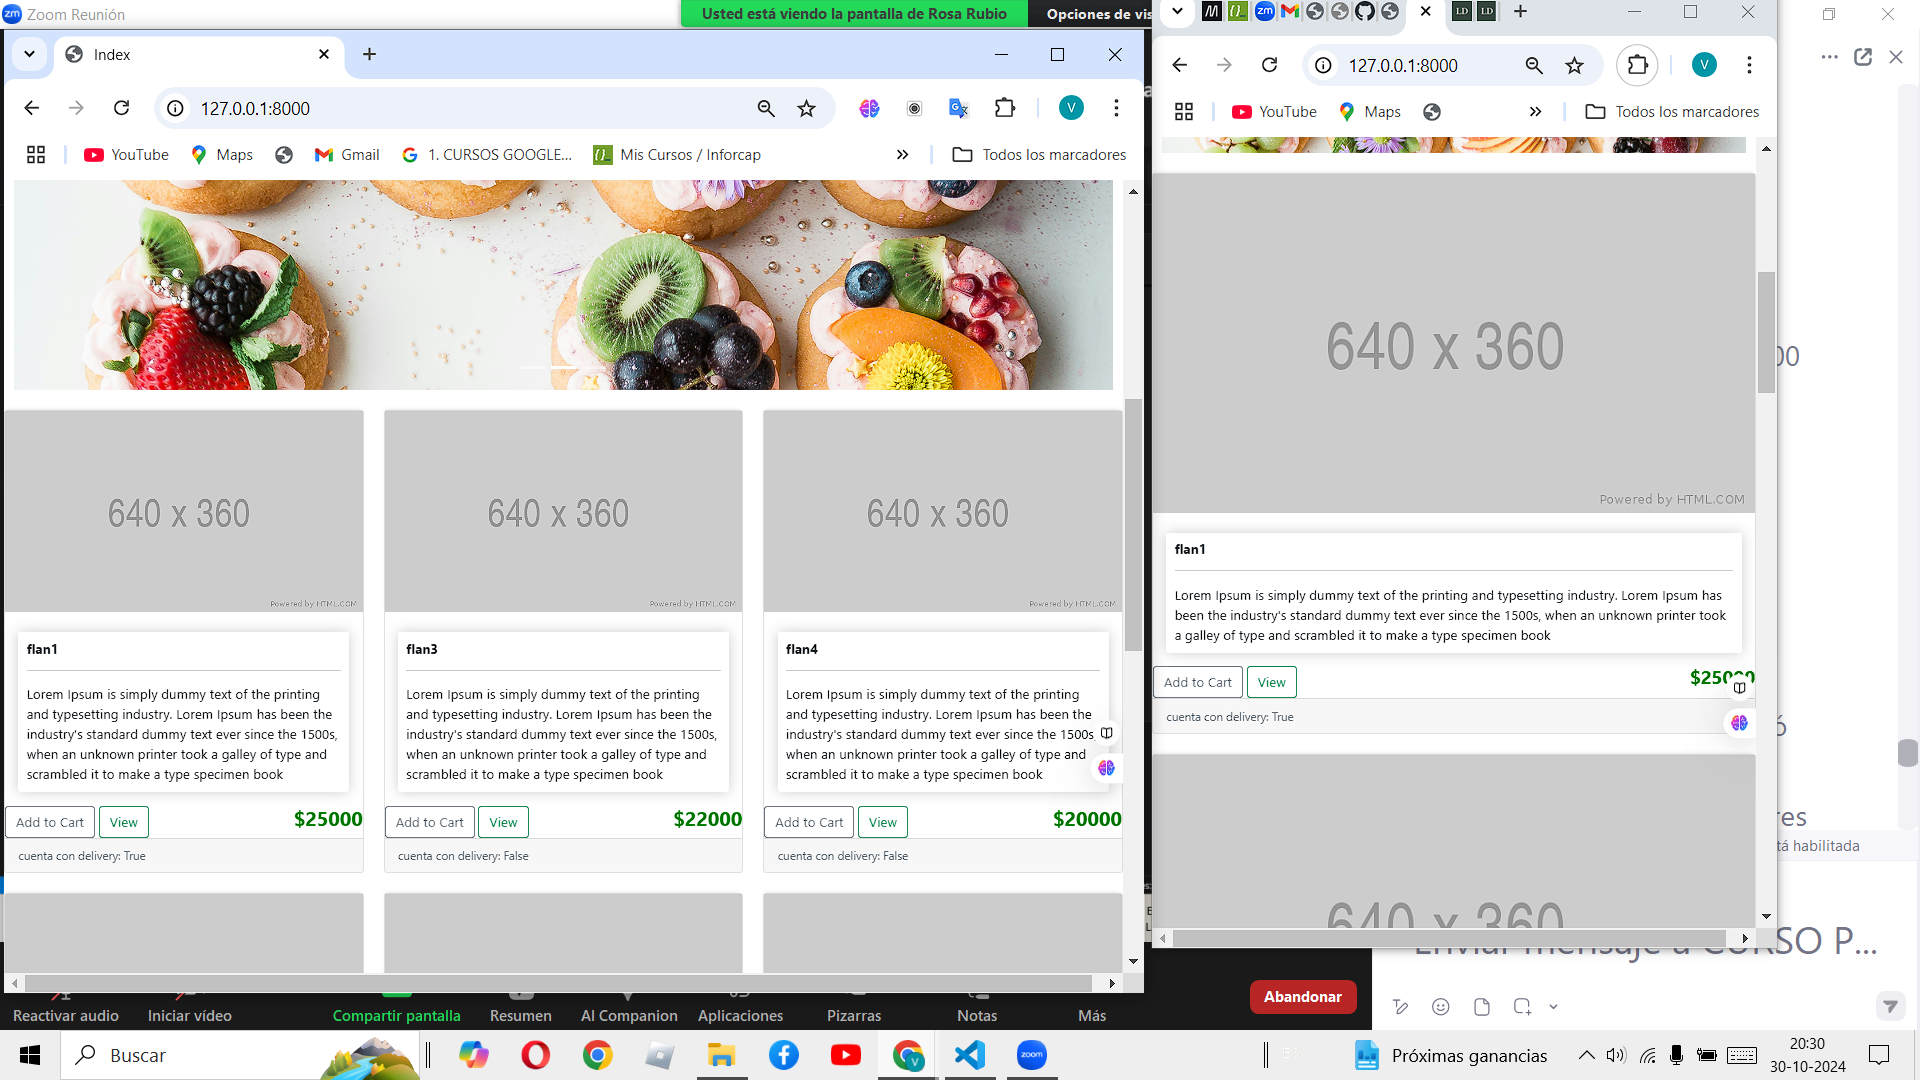 Zoom Reunión
Usted está viendo la pantalla de Rosa Rubio
Opciones de vis
Index
127.0.0.1:8000
V
YouTube
Maps
Gmail
1. CURSOS GOOGLE...
Mis Cursos / Inforcap
Todos los marcadores
640 x 360
Powered by HTML.COM
640 x 360
Powered by HTML.COM
640 x 360
Powered by HTML.COM
flan1
Lorem Ipsum is simply dummy text of the printing
and typesetting industry. Lorem Ipsum has been the
industry's standard dummy text ever since the 1500s,
when an unknown printer took a galley of type and
scrambled it to make a type specimen book
Add to Cart
View
$25000
cuenta con delivery: True
flan3
Lorem Ipsum is simply dummy text of the printing
and typesetting industry. Lorem Ipsum has been the
industry's standard dummy text ever since the 1500s,
when an unknown printer took a galley of type and
scrambled it to make a type specimen book
Add to Cart
View
$22000
cuenta con delivery: False
flan4
Lorem Ipsum is simply dummy text of the printing
and typesetting industry. Lorem Ipsum has been the
industry's standard dummy text ever since the 1500s,
when an unknown printer took a galley of type and
scrambled it to make a type specimen book
Add to Cart
View
$20000
cuenta con delivery: False
zm
LD
LD
127.0.0.1:8000
V
YouTube
Maps
Todos los marcadores
640 x 360
Powered by HTML.COM
flan1
Lorem Ipsum is simply dummy text of the printing and typesetting industry. Lorem Ipsum has
been the industry's standard dummy text ever since the 1500s, when an unknown printer took
a galley of type and scrambled it to make a type specimen book
Add to Cart
View
cuenta con delivery: True
640 x 360
tá habilitada
Enviar mensaje a CURSO P...
Abandonar
Reactivar audio
Iniciar vídeo
Compartir pantalla
Resumen
AI Companion
Aplicaciones
Pizarras
Notas
Más
Buscar
zoom
Próximas ganancias
20:30
30-10-2024